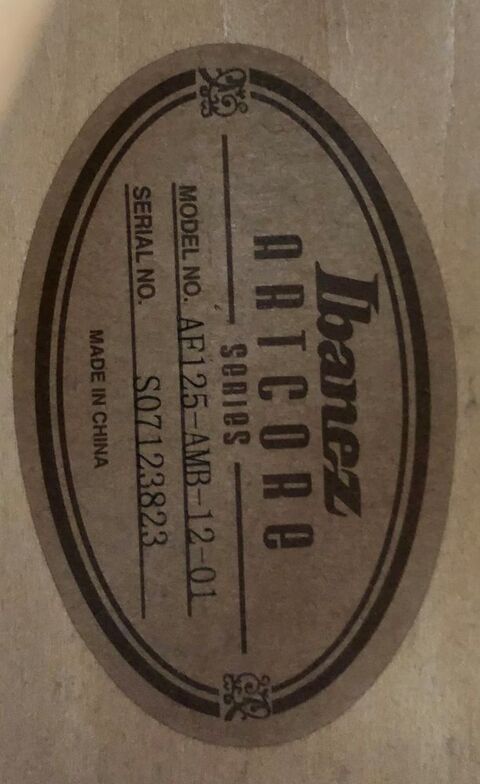 Ibanez
ARTCORE
series
MODEL NO. AF125-AMB-12-01
SERIAL NO. S07123823
MADE IN CHINA